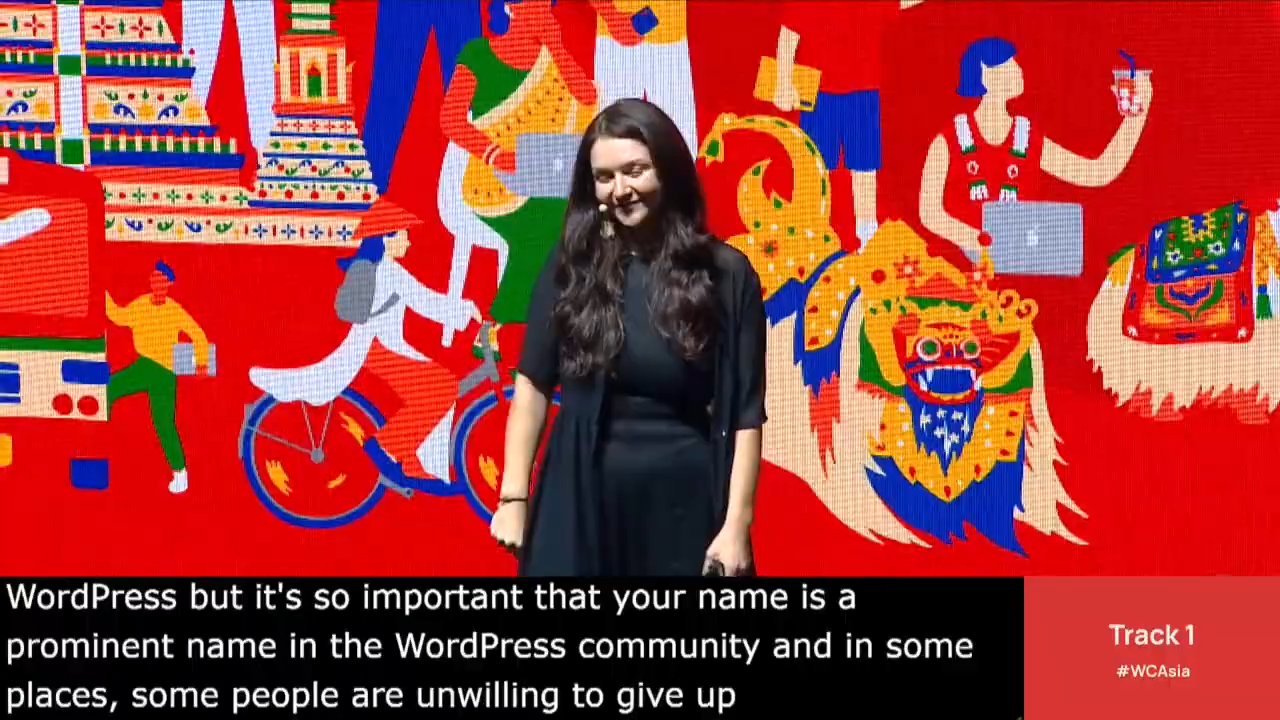 WordPress but it's so important that your name is a
prominent name in the WordPress community and in some
places, some people are unwilling to give up
Track 1
#WCAsia